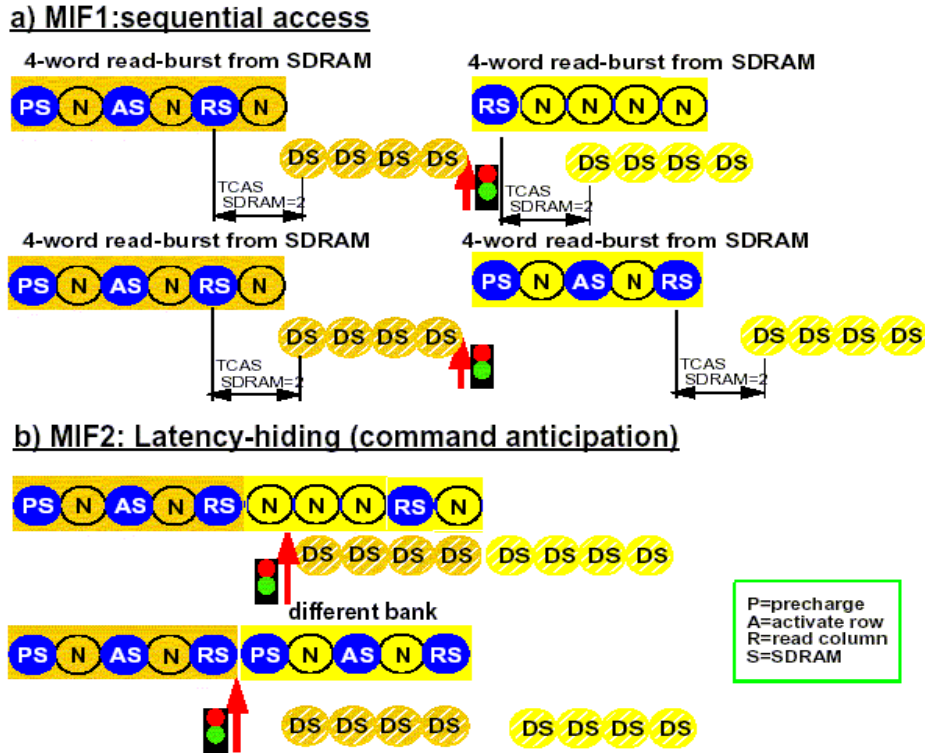 a) MIF1:sequential access
4-word read-burst from SDRAM
4-word read-burst from SDRAM
PS N AS N RS N
RS N N N N
DS DS DS DS
DS DS DS DS
TCAS
SDRAM=2
TCAS
SDRAM=2
4-word read-burst from SDRAM
4-word read-burst from SDRAM
PS N AS N RS N
PS N AS N RS
DS DS DS DS
DS DS DS DS
TCAS
SDRAM=2
TCAS
SDRAM=2
b) MIF2: Latency-hiding (command anticipation)
PS N AS N RS N N N RS N
DS DS DS DS DS DS DS DS
different bank
PS N AS N RS PS N AS N RS
DS DS DS DS DS DS DS DS
P=precharge
A=activate row
R=read column
S=SDRAM